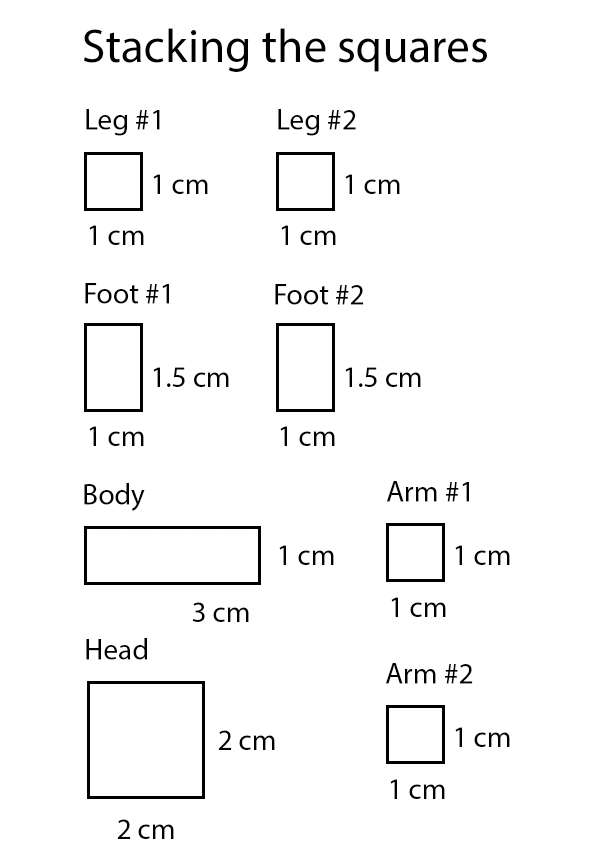 Stacking the squares
Leg #1
1 cm
1 cm
Leg #2
1 cm
1 cm
Foot #1
1.5 cm
1 cm
Foot #2
1.5 cm
1 cm
Body
1 cm
3 cm
Arm #1
1 cm
1 cm
Head
2 cm
2 cm
Arm #2
1 cm
1 cm